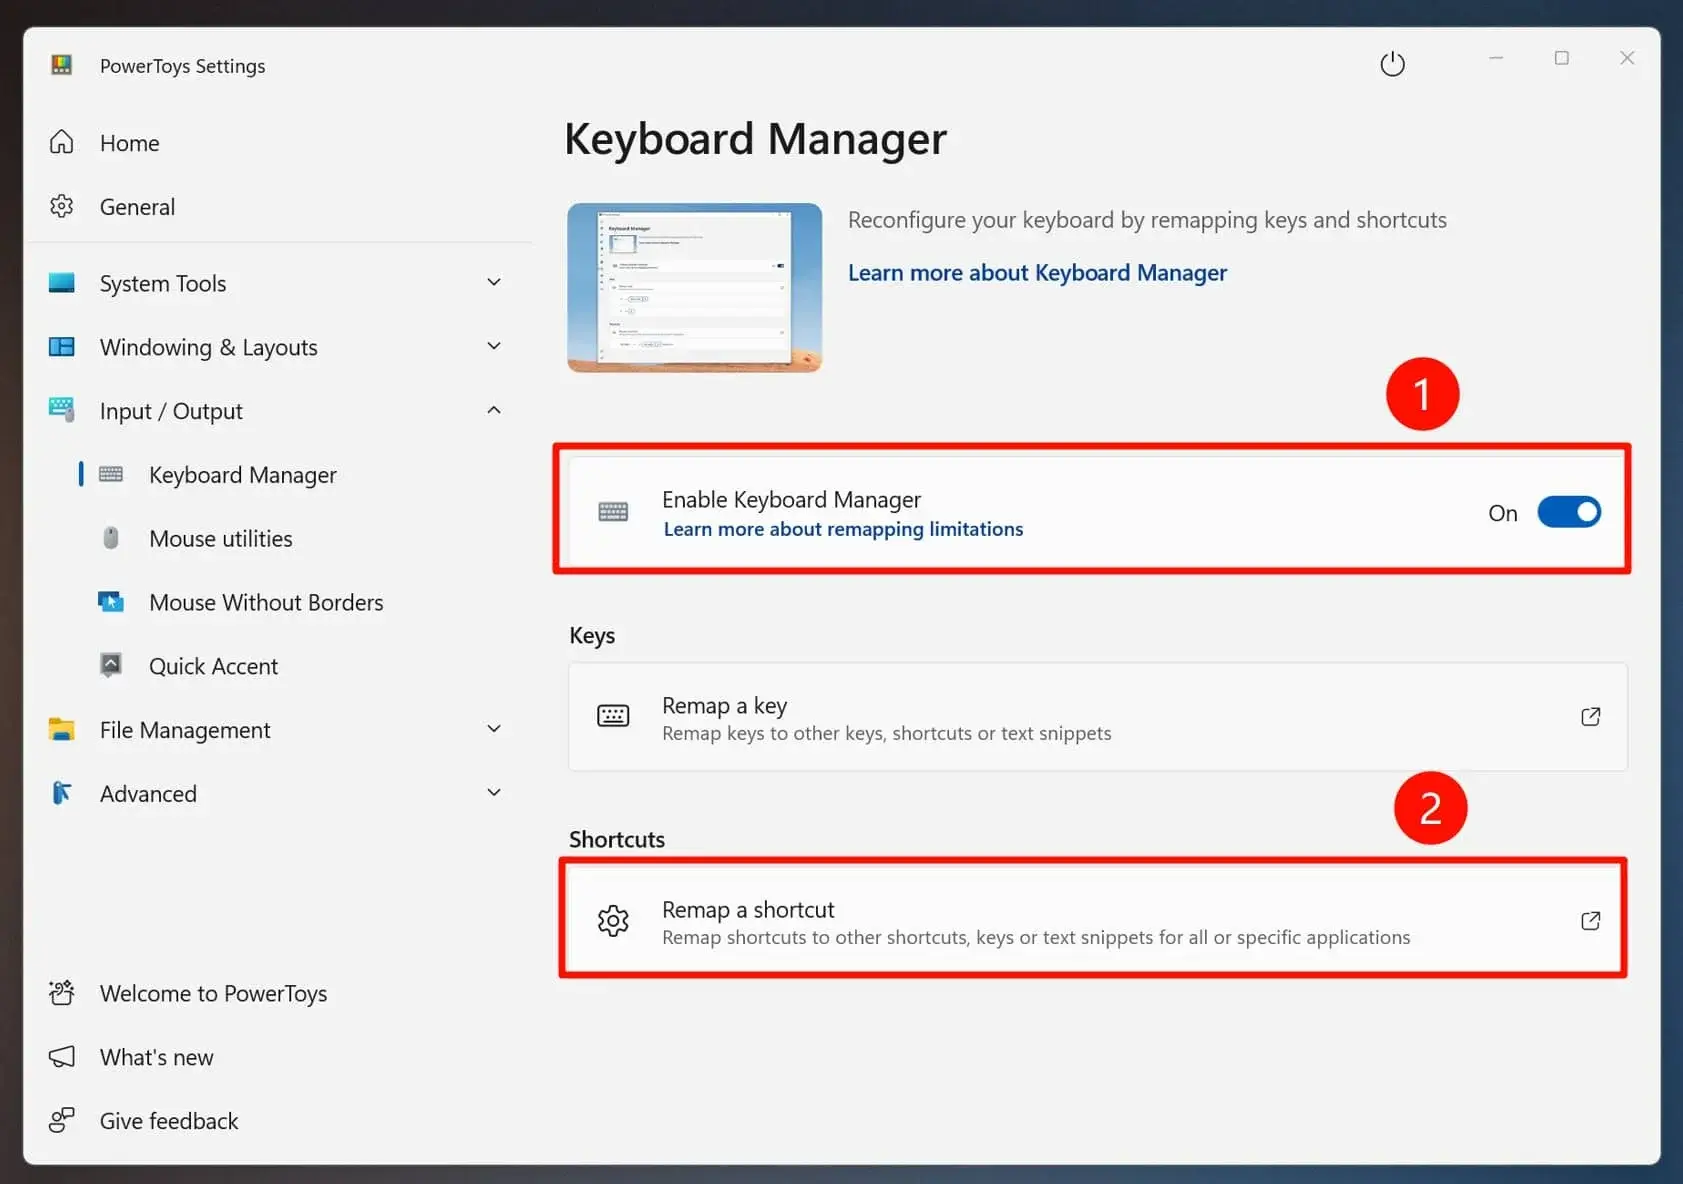 PowerToys Settings
Home
General
System Tools
Windowing & Layouts
Input / Output
Keyboard Manager
Mouse utilities
Mouse Without Borders
Quick Accent
File Management
Advanced
Welcome to PowerToys
What's new
Give feedback
Keyboard Manager
Reconfigure your keyboard by remapping keys and shortcuts
Learn more about Keyboard Manager
1
Enable Keyboard Manager
Learn more about remapping limitations
On
Keys
Remap a key
Remap keys to other keys, shortcuts or text snippets
2
Shortcuts
Remap a shortcut
Remap shortcuts to other shortcuts, keys or text snippets for all or specific applications